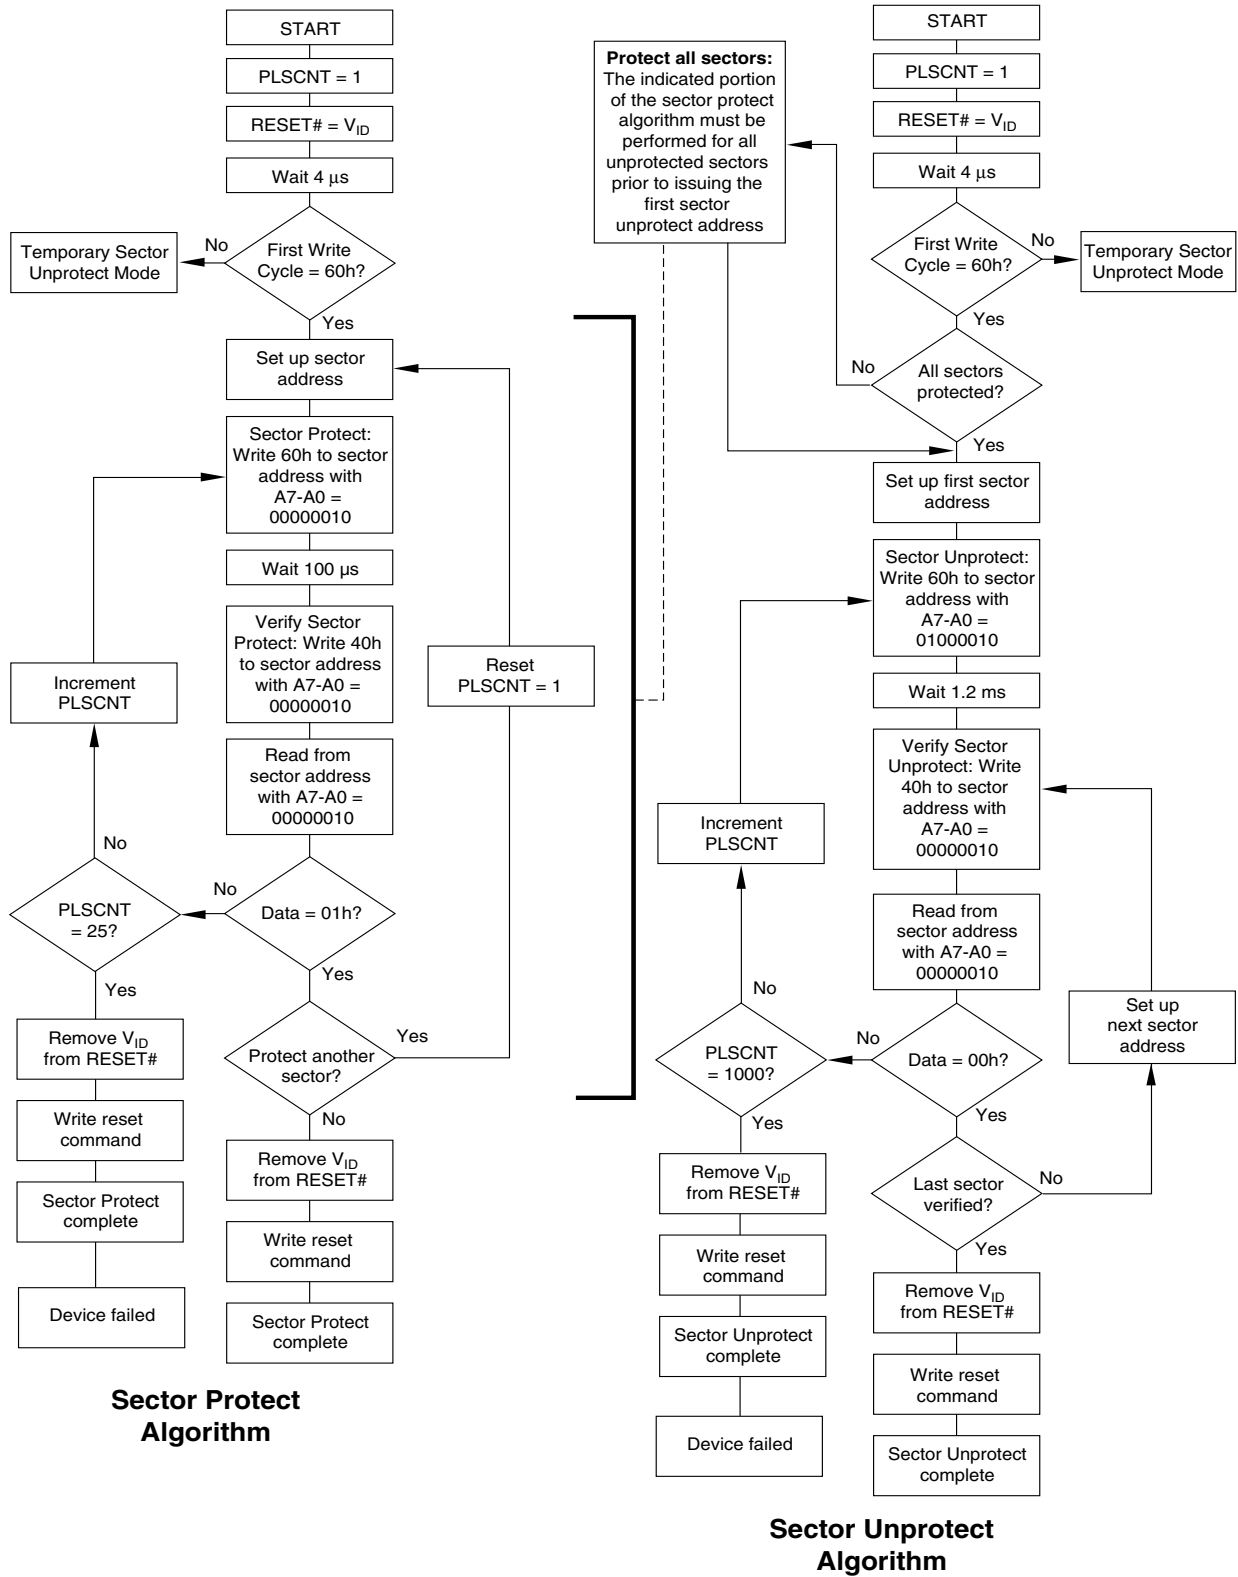 START
PLSCNT = 1
RESET# = VID
Wait 4 μs
First Write
Cycle = 60h?
No
Temporary Sector
Unprotect Mode
Yes
Set up sector
address
Sector Protect:
Write 60h to sector
address with
A7-A0 =
00000010
Wait 100 µs
Verify Sector
Protect: Write 40h
to sector address
with A7-A0 =
00000010
Reset
PLSCNT = 1
Increment
PLSCNT
Read from
sector address
with A7-A0 =
00000010
No
No
PLSCNT
= 25?
Data = 01h?
Yes
Yes
Remove VID
from RESET#
Protect another
sector?
Yes
Write reset
command
No
Remove VID
from RESET#
Sector Protect
complete
Write reset
command
Device failed
Sector Protect
complete
Sector Protect
Algorithm
Protect all sectors:
The indicated portion
of the sector protect
algorithm must be
performed for all
unprotected sectors
prior to issuing the
first sector
unprotect address
START
PLSCNT = 1
RESET# = VID
Wait 4 μs
First Write
Cycle = 60h?
No
Temporary Sector
Unprotect Mode
Yes
No
All sectors
protected?
Yes
Set up first sector
address
Sector Unprotect:
Write 60h to sector
address with
A7-A0 =
01000010
Wait 1.2 ms
Verify Sector
Unprotect: Write
40h to sector
address with
A7-A0 =
00000010
Increment
PLSCNT
Read from
sector address
with A7-A0 =
00000010
No
Set up
next sector
address
No
PLSCNT
= 1000?
Data = 00h?
Yes
Yes
Remove VID
from RESET#
Last sector
verified?
No
Yes
Write reset
command
Remove VID
from RESET#
Sector Unprotect
complete
Write reset
command
Device failed
Sector Unprotect
complete
Sector Unprotect
Algorithm